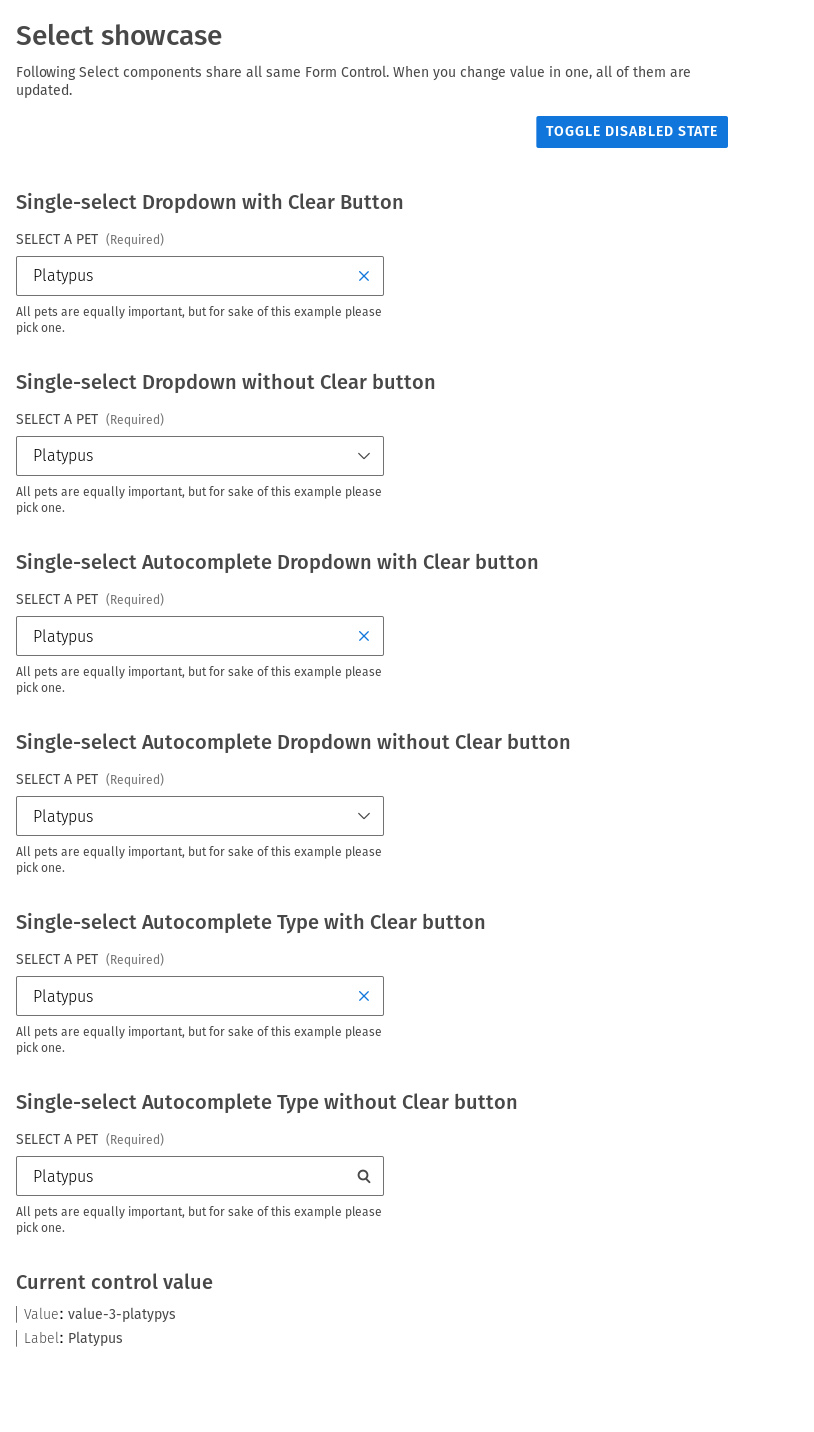 Select showcase
Following Select components share all same Form Control. When you change value in one, all of them are
updated.
TOGGLE DISABLED STATE
Single-select Dropdown with Clear Button
SELECT A PET (Required)
Platypus
All pets are equally important, but for sake of this example please
pick one.
Single-select Dropdown without Clear button
SELECT A PET (Required)
Platypus
All pets are equally important, but for sake of this example please
pick one.
Single-select Autocomplete Dropdown with Clear button
SELECT A PET (Required)
Platypus
All pets are equally important, but for sake of this example please
pick one.
Single-select Autocomplete Dropdown without Clear button
SELECT A PET (Required)
Platypus
All pets are equally important, but for sake of this example please
pick one.
Single-select Autocomplete Type with Clear button
SELECT A PET (Required)
Platypus
All pets are equally important, but for sake of this example please
pick one.
Single-select Autocomplete Type without Clear button
SELECT A PET (Required)
Platypus
All pets are equally important, but for sake of this example please
pick one.
Current control value
Value: value-3-platypys
Label: Platypus